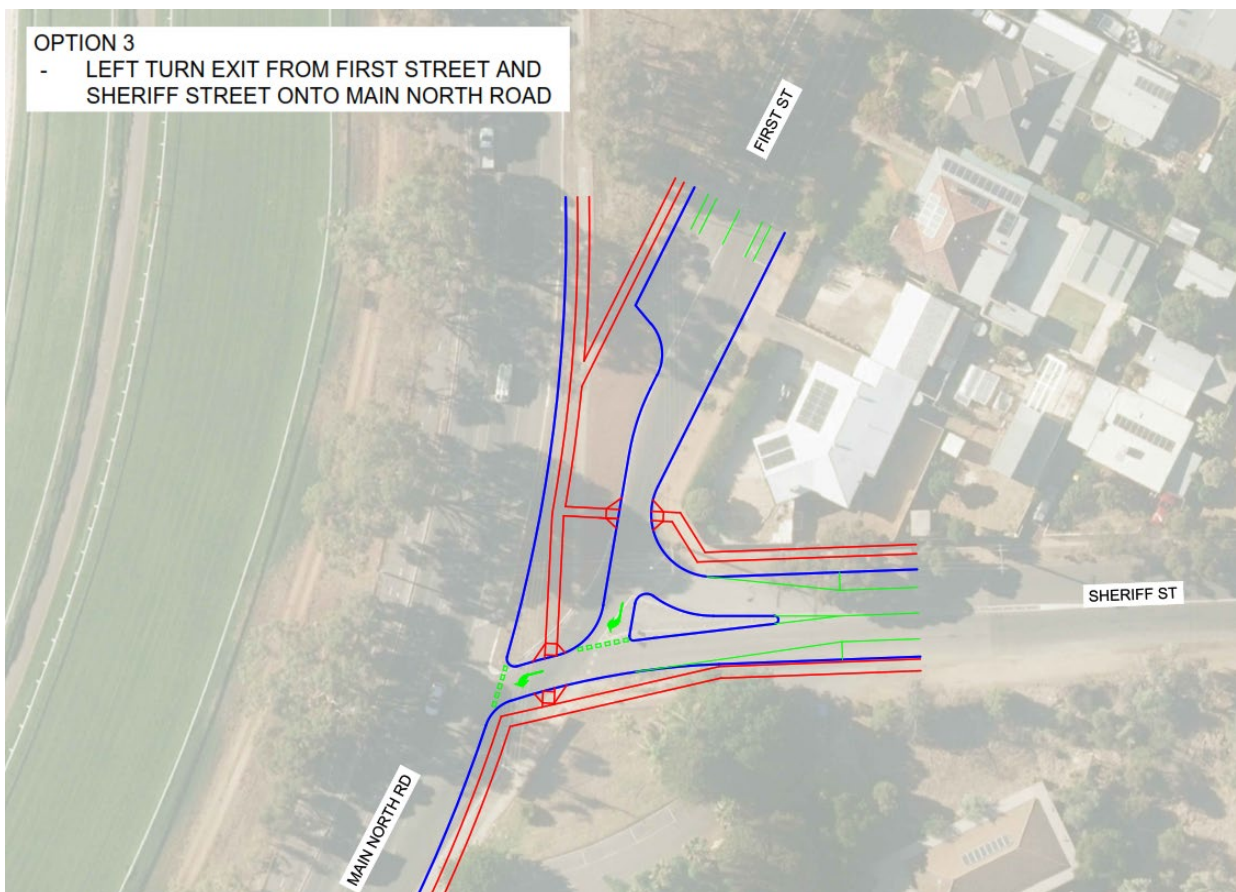 OPTION 3
- LEFT TURN EXIT FROM FIRST STREET AND
SHERIFF STREET ONTO MAIN NORTH ROAD
FIRST ST
SHERIFF ST
MAIN NORTH RD